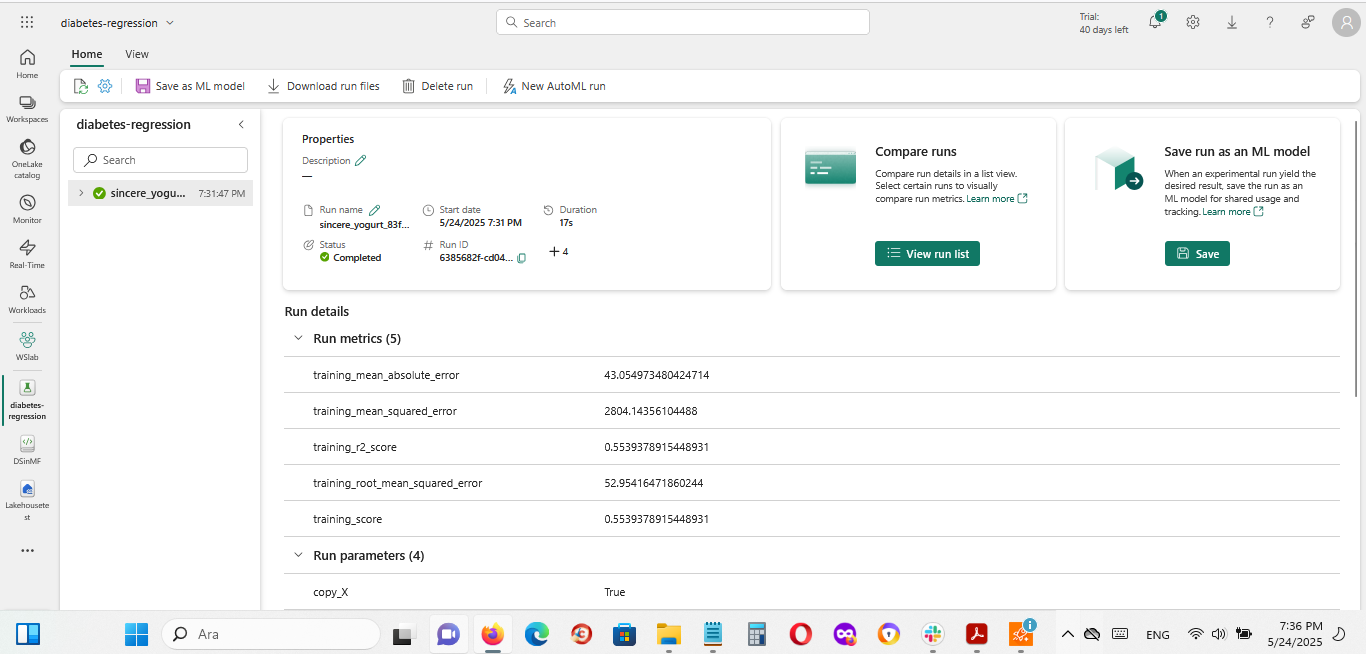 diabetes-regression
Search
Trial:
40 days left
1
Home
View
Save as ML model
Download run files
Delete run
New AutoML run
Home
Workspaces
OneLake
catalog
Monitor
Real-Time
Workloads
WSlab
diabetes-
regression
DSinMF
Lakehousete
st
diabetes-regression
Search
sincere_yogu... 7:31:47 PM
Properties
Description
—
Run name
sincere_yogurt_83f...
Start date
5/24/2025 7:31 PM
Duration
17s
Status
Completed
Run ID
6385682f-cd04...
+ 4
Compare runs
Compare run details in a list view.
Select certain runs to visually
compare run metrics. Learn more
View run list
Save run as an ML model
When an experimental run yield the
desired result, save the run as an
ML model for shared usage and
tracking. Learn more
Save
Run details
Run metrics (5)
training_mean_absolute_error 43.054973480424714
training_mean_squared_error 2804.14356104488
training_r2_score 0.5539378915448931
training_root_mean_squared_error 52.95416471860244
training_score 0.5539378915448931
Run parameters (4)
copy_X True
Ara
ENG
7:36 PM
5/24/2025